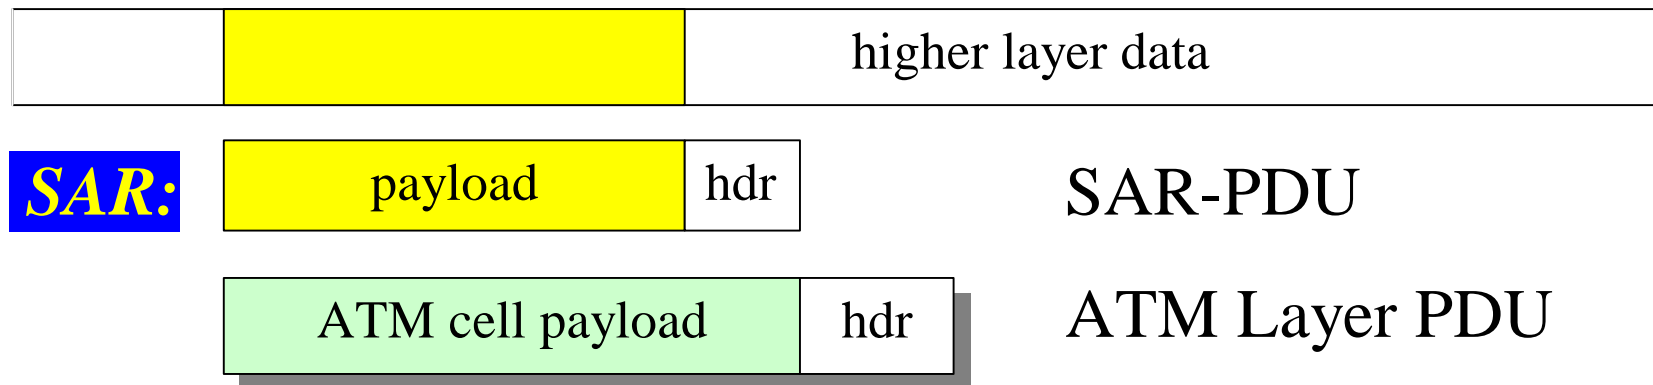 higher layer data
SAR: payload hdr SAR-PDU
ATM cell payload hdr ATM Layer PDU